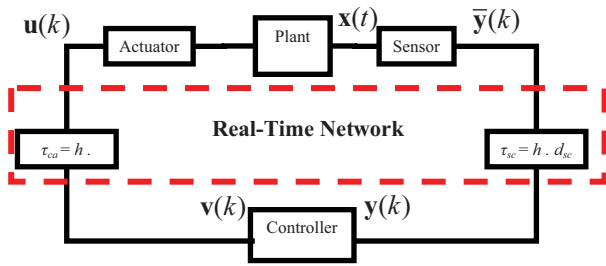 u(k)
Actuator
Plant
x(t)
Sensor
ȳ(k)
Real-Time Network
τca = h .
τsc = h . dsc
v(k)
Controller
y(k)